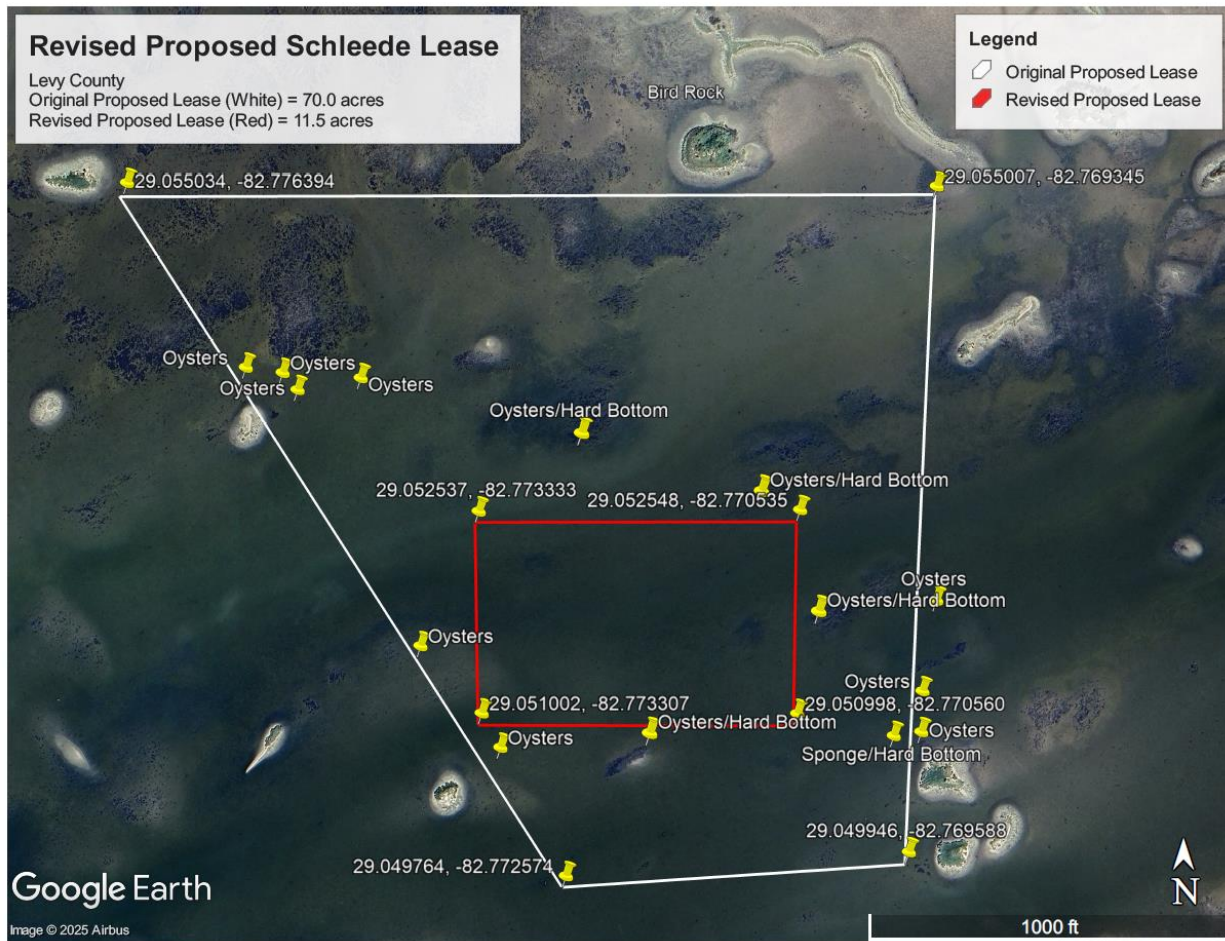 Revised Proposed Schleede Lease
Levy County
Original Proposed Lease (White) = 70.0 acres
Revised Proposed Lease (Red) = 11.5 acres
Legend
Original Proposed Lease
Revised Proposed Lease
Bird Rock
29.055034, -82.776394
29.055007, -82.769345
Oysters
Oysters
Oysters
Oysters
Oysters/Hard Bottom
Oysters/Hard Bottom
29.052537, -82.773333
29.052548, -82.770535
Oysters
Oysters/Hard Bottom
Oysters
Oysters
29.051002, -82.773307
29.050998, -82.770560
Oysters/Hard Bottom
Oysters
Oysters
Sponge/Hard Bottom
29.049946, -82.769588
29.049764, -82.772574
Google Earth
N
Image © 2025 Airbus
1000 ft